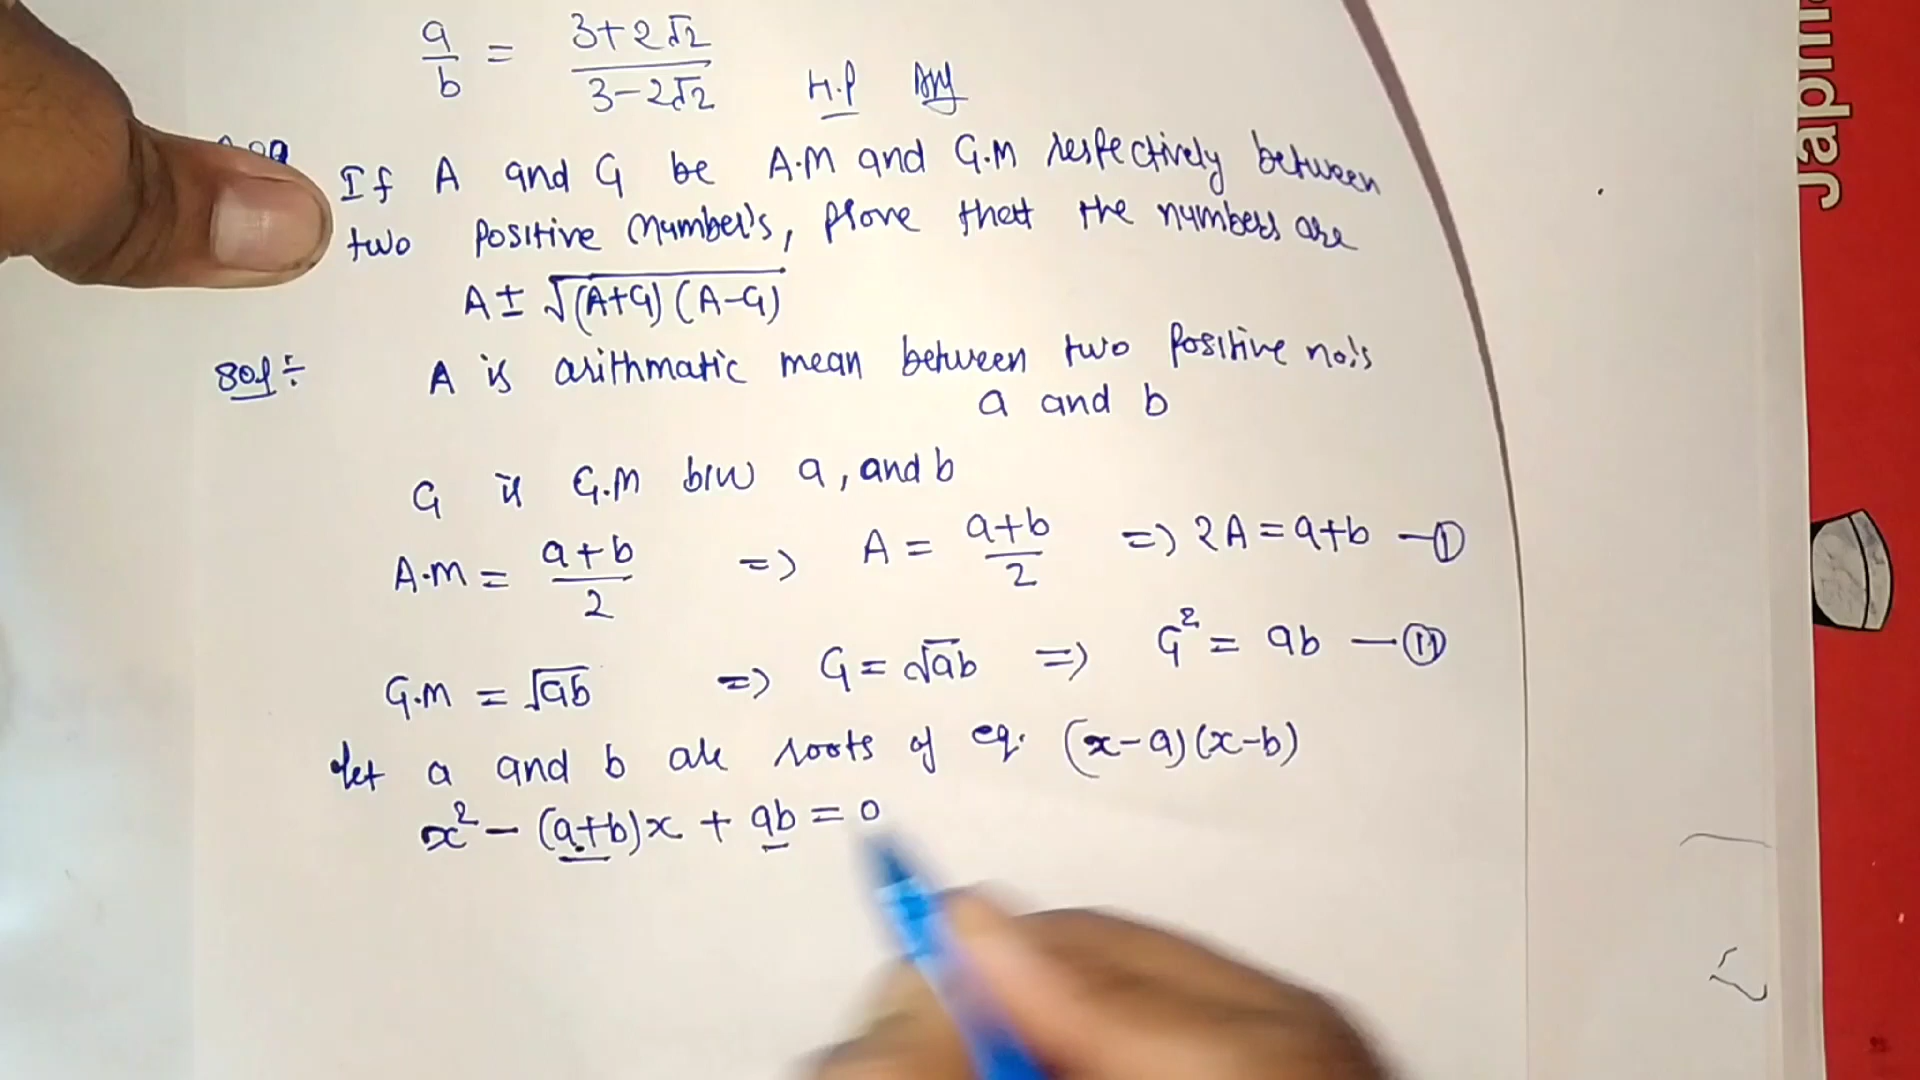 a/b = 3+2√2 / 3-2√2 H.P Ans
If A and G be A.M and G.M respectively between
two positive number's, prove that the numbers are
A ± √(A+G)(A-G)
Sol ÷ A is arithmatic mean between two positive no's
a and b
G is G.M b/w a, and b
A.M = a+b/2 => A = a+b/2 => 2A = a+b — (I)
G.M = √ab => G = √ab => G² = ab — (II)
let a and b are roots of eq. (x-a)(x-b)
x² - (a+b)x + ab = 0